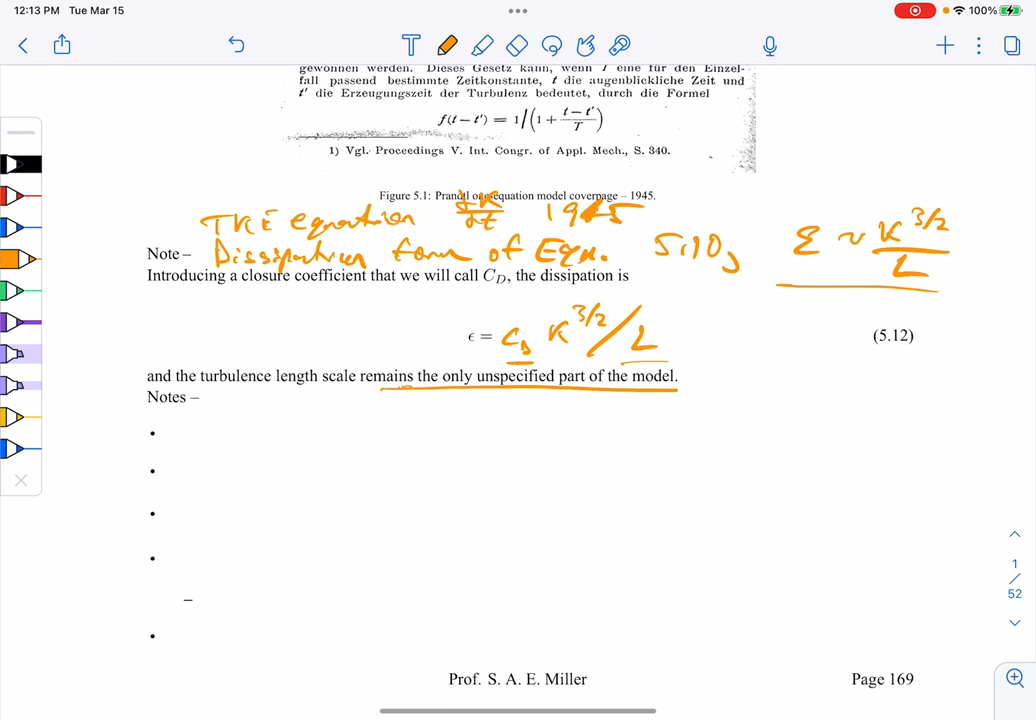 12:13 PM Tue Mar 15
100%
gewonnen werden. Dieses Gesetz kann, wenn T eine für den Einzel-
fall passend bestimmte Zeitkonstante, t die augenblickliche Zeit und
t' die Erzeugungszeit der Turbulenz bedeutet, durch die Formel
f(t − t') = 1/(1 + (t − t')/T)
1) Vgl. Proceedings V. Int. Congr. of Appl. Mech., S. 340.
Figure 5.1: Prandtl one-equation model coverpage – 1945.
TKE equation dK/dt 1945
Note – Dissipation form of Equ. 5.10, ε ~ K^3/2 / L
Introducing a closure coefficient that we will call C_D, the dissipation is
ϵ = C_D K^3/2 / L (5.12)
and the turbulence length scale remains the only unspecified part of the model.
Notes –
•
•
•
•
–
•
1
/
52
Prof. S. A. E. Miller Page 169